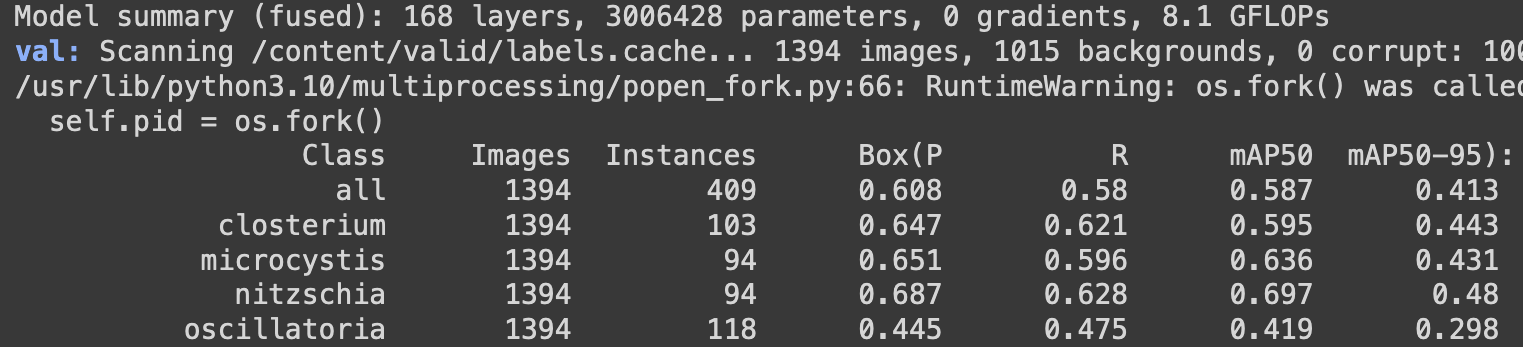 Model summary (fused): 168 layers, 3006428 parameters, 0 gradients, 8.1 GFLOPs
val: Scanning /content/valid/labels.cache... 1394 images, 1015 backgrounds, 0 corrupt: 100
/usr/lib/python3.10/multiprocessing/popen_fork.py:66: RuntimeWarning: os.fork() was called
self.pid = os.fork()
Class Images Instances Box(P R mAP50 mAP50-95):
all 1394 409 0.608 0.58 0.587 0.413
closterium 1394 103 0.647 0.621 0.595 0.443
microcystis 1394 94 0.651 0.596 0.636 0.431
nitzschia 1394 94 0.687 0.628 0.697 0.48
oscillatoria 1394 118 0.445 0.475 0.419 0.298